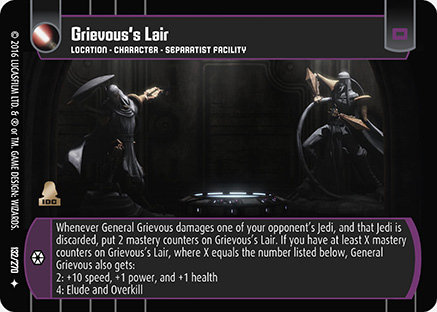 Grievous's Lair
LOCATION - CHARACTER - SEPARATIST FACILITY
© 2016 LUCASFILM LTD. & ® OR TM. GAME DESIGN: WIZARDS.
132/270
IDC
Whenever General Grievous damages one of your opponent's Jedi, and that Jedi is
discarded, put 2 mastery counters on Grievous's Lair. If you have at least X mastery
counters on Grievous's Lair, where X equals the number listed below, General
Grievous also gets:
2: +10 speed, +1 power, and +1 health
4: Elude and Overkill